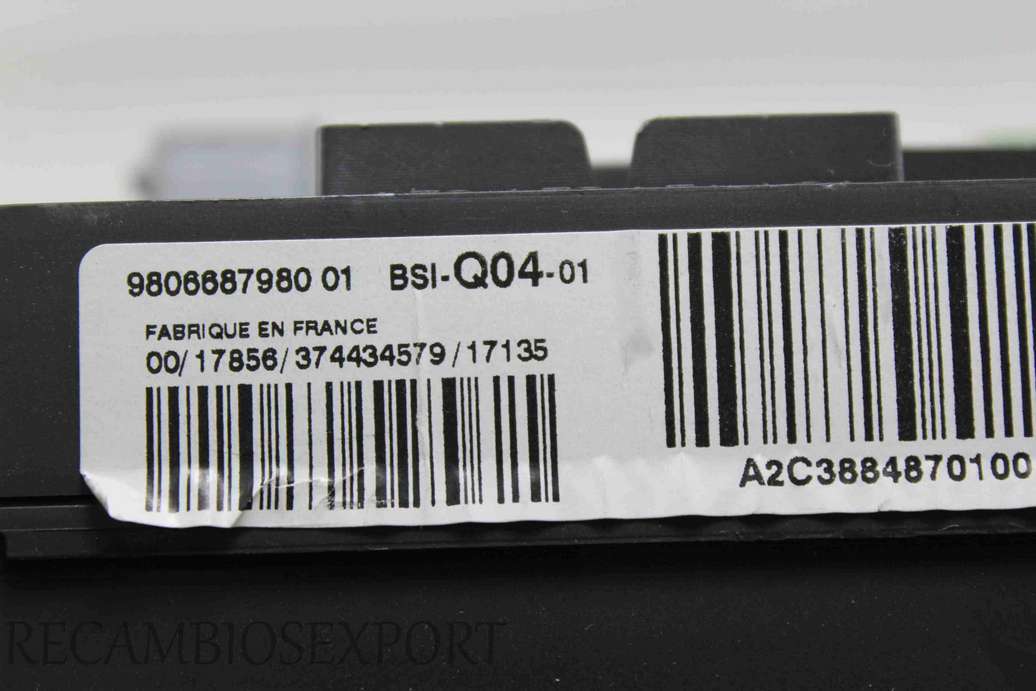 9806687980 01 BSI-Q04-01
FABRIQUE EN FRANCE
00/17856/374434579/17135
A2C3884870100
RECAMBIOSEXPORT